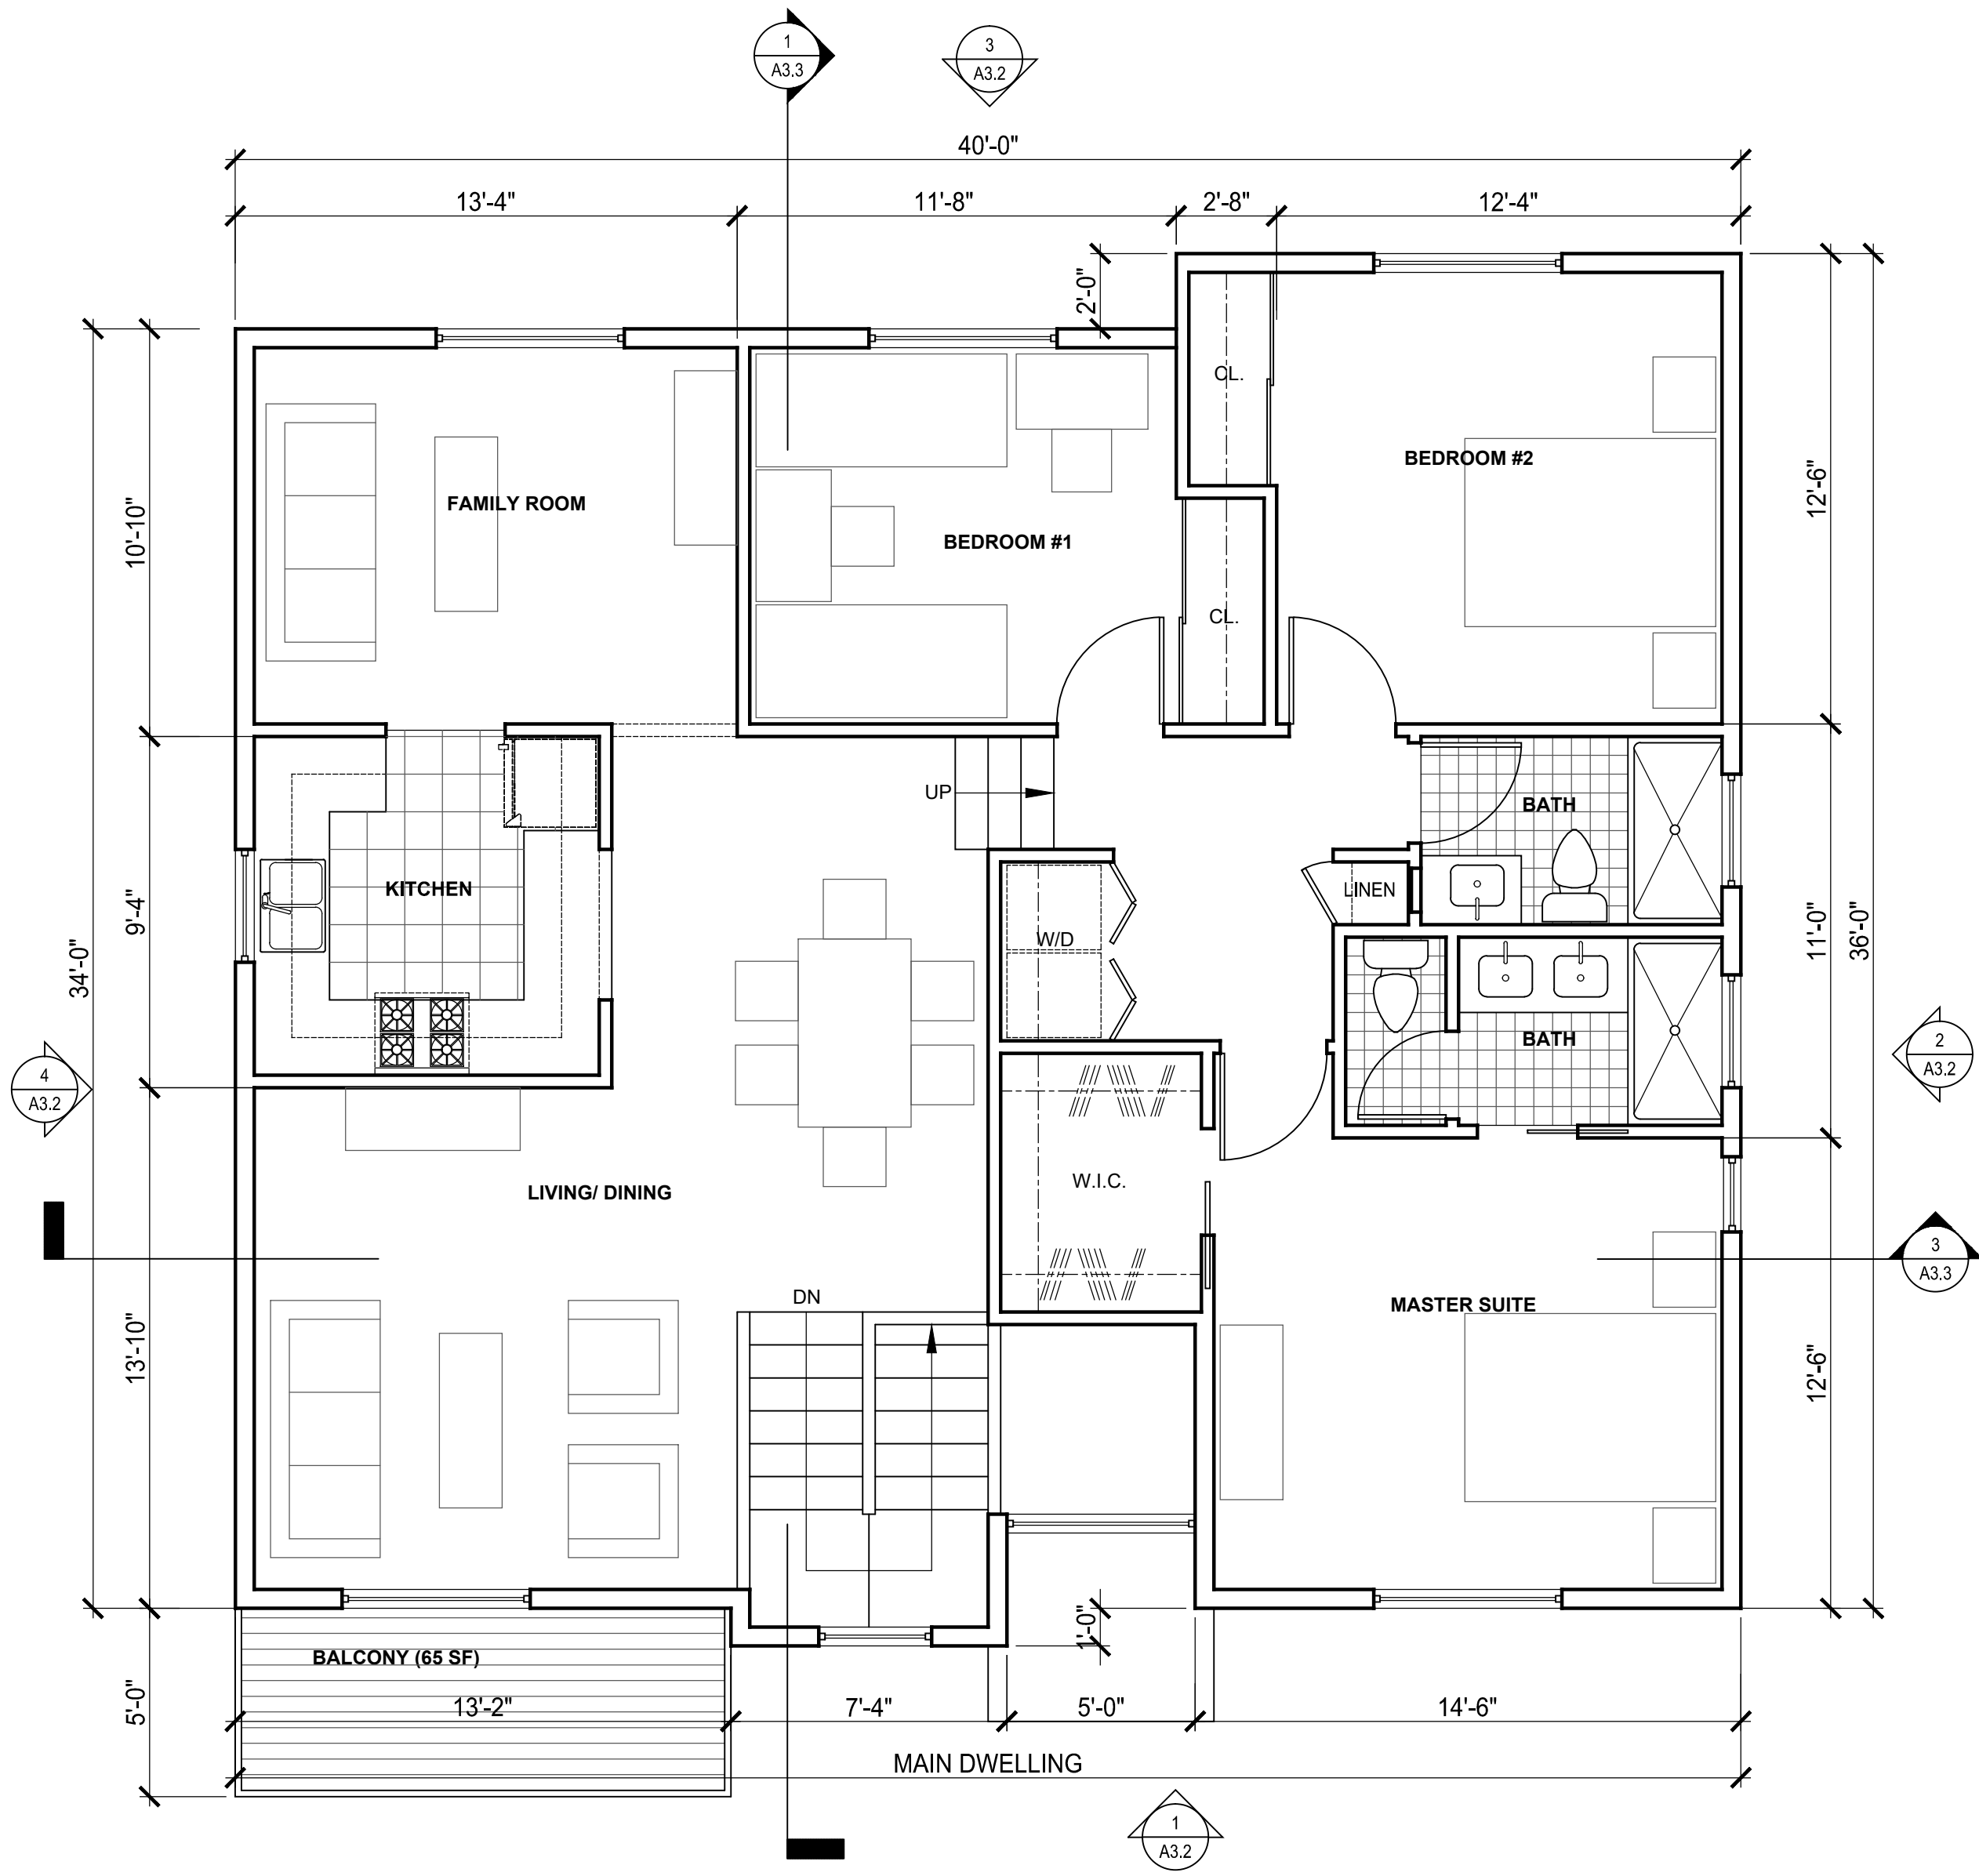 1
A3.3
3
A3.2
40'-0"
13'-4"
11'-8"
2'-8"
12'-4"
2'-0"
CL.
BEDROOM #2
FAMILY ROOM
BEDROOM #1
12'-6"
10'-10"
CL.
UP
BATH
KITCHEN
LINEN
9'-4"
W/D
34'-0"
11'-0"
36'-0"
BATH
4
A3.2
2
A3.2
W.I.C.
LIVING/ DINING
3
A3.3
DN
MASTER SUITE
13'-10"
12'-6"
1'-0"
BALCONY (65 SF)
5'-0"
13'-2"
7'-4"
5'-0"
14'-6"
MAIN DWELLING
1
A3.2